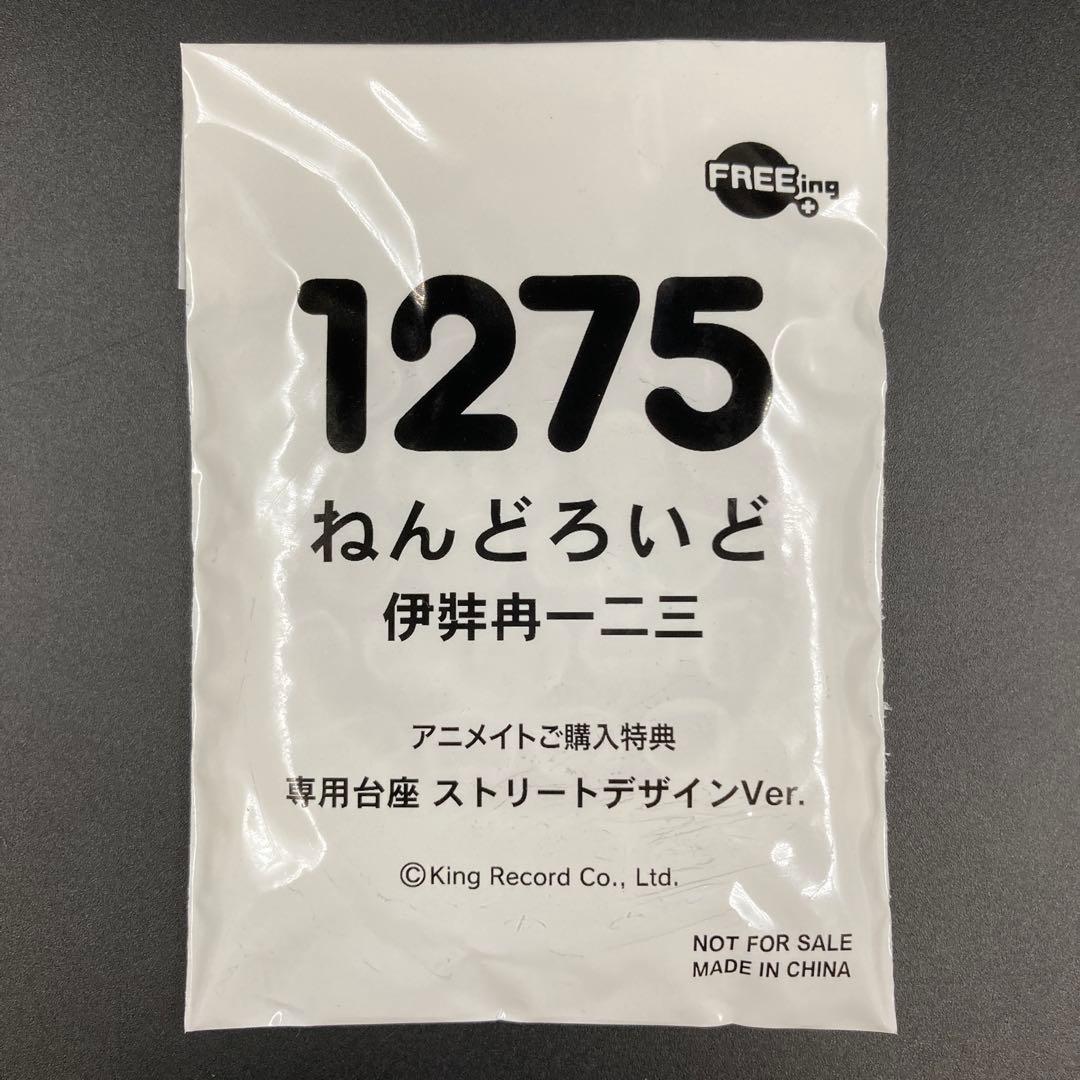 FREEing
1275
ねんどろいど
伊弉冉一二三
アニメイトご購入特典
専用台座 ストリートデザインVer.
©King Record Co., Ltd.
NOT FOR SALE
MADE IN CHINA